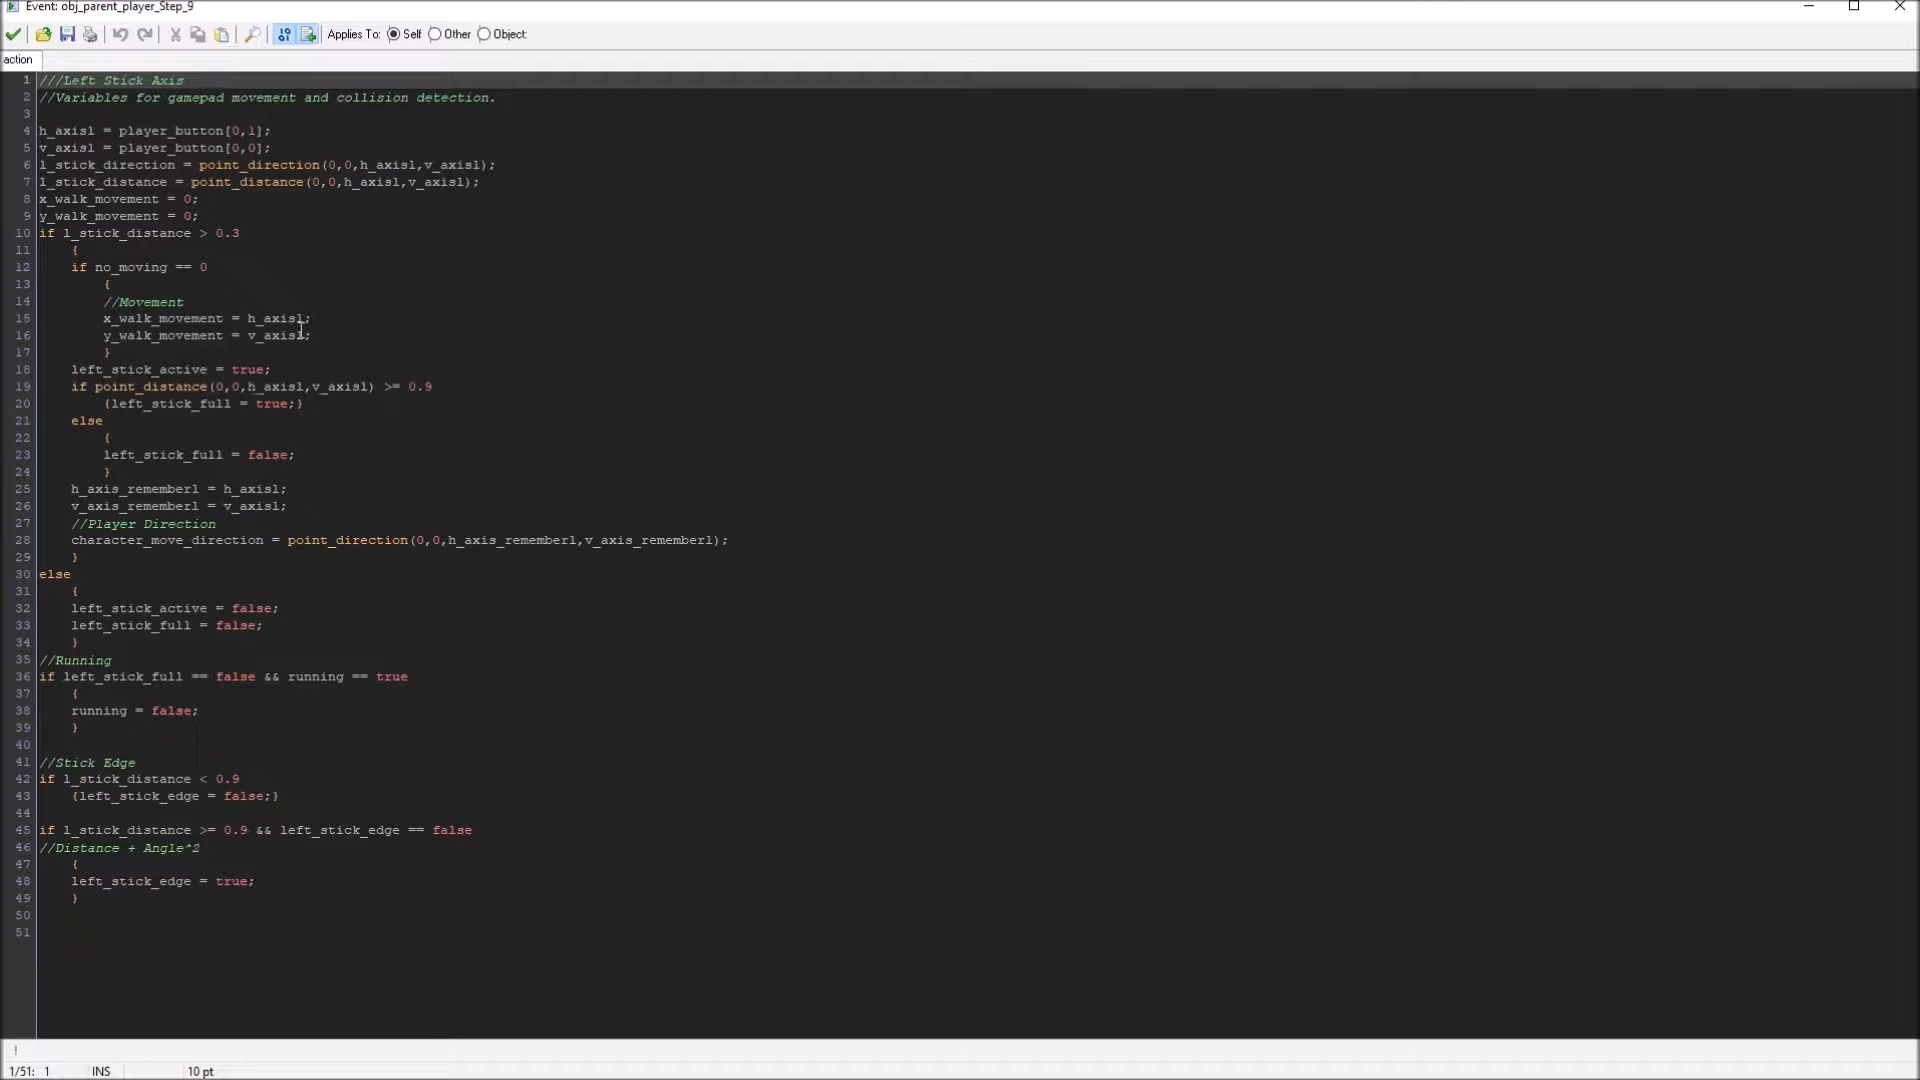 Event: obj_parent_player_Step_9
Applies To: Self Other Object:
action
1 ///Left Stick Axis
2 //Variables for gamepad movement and collision detection.
3
4 h_axisl = player_button[0,1];
5 v_axisl = player_button[0,0];
6 l_stick_direction = point_direction(0,0,h_axisl,v_axisl);
7 l_stick_distance = point_distance(0,0,h_axisl,v_axisl);
8 x_walk_movement = 0;
9 y_walk_movement = 0;
10 if l_stick_distance > 0.3
11 {
12 if no_moving == 0
13 {
14 //Movement
15 x_walk_movement = h_axisl;
16 y_walk_movement = v_axisl;
17 }
18 left_stick_active = true;
19 if point_distance(0,0,h_axisl,v_axisl) >= 0.9
20 {left_stick_full = true;}
21 else
22 {
23 left_stick_full = false;
24 }
25 h_axis_rememberl = h_axisl;
26 v_axis_rememberl = v_axisl;
27 //Player Direction
28 character_move_direction = point_direction(0,0,h_axis_rememberl,v_axis_rememberl);
29 }
30 else
31 {
32 left_stick_active = false;
33 left_stick_full = false;
34 }
35 //Running
36 if left_stick_full == false && running == true
37 {
38 running = false;
39 }
40
41 //Stick Edge
42 if l_stick_distance < 0.9
43 {left_stick_edge = false;}
44
45 if l_stick_distance >= 0.9 && left_stick_edge == false
46 //Distance + Angle^2
47 {
48 left_stick_edge = true;
49 }
50
51
!
1/51: 1 INS 10 pt